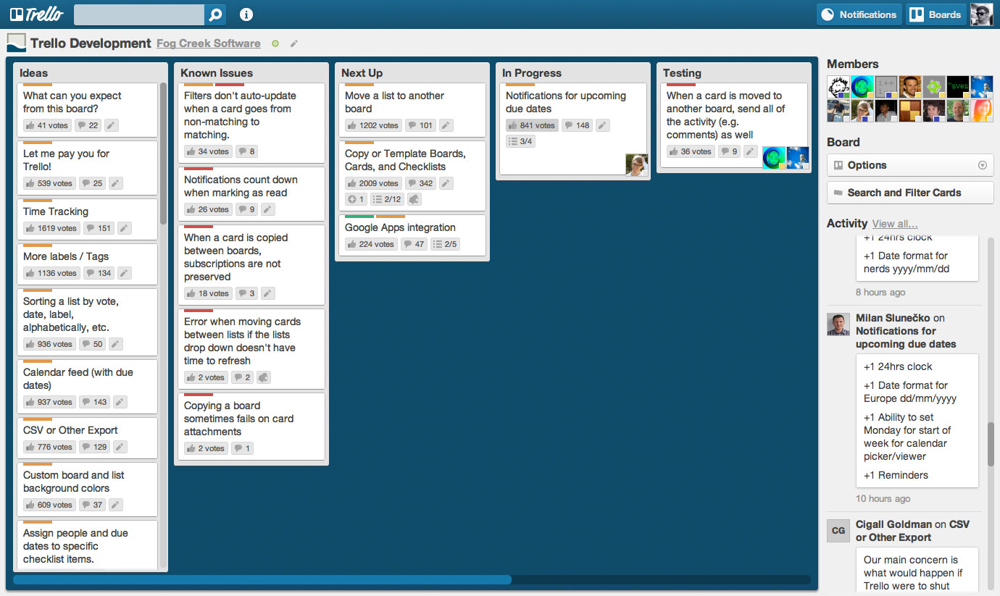 Trello
Notifications
Boards
Trello Development Fog Creek Software
Ideas
What can you expect
from this board?
41 votes 22
Let me pay you for
Trello!
539 votes 25
Time Tracking
1619 votes 151
More labels / Tags
1136 votes 134
Sorting a list by vote,
date, label,
alphabetically, etc.
936 votes 50
Calendar feed (with due
dates)
937 votes 143
CSV or Other Export
776 votes 129
Custom board and list
background colors
609 votes 37
Assign people and due
dates to specific
checklist items.
Known Issues
Filters don't auto-update
when a card goes from
non-matching to
matching.
34 votes 8
Notifications count down
when marking as read
26 votes 9
When a card is copied
between boards,
subscriptions are not
preserved
18 votes 3
Error when moving cards
between lists if the lists
drop down doesn't have
time to refresh
2 votes 2
Copying a board
sometimes fails on card
attachments
2 votes 1
Next Up
Move a list to another
board
1202 votes 101
Copy or Template Boards,
Cards, and Checklists
2009 votes 342
1 2/12
Google Apps integration
224 votes 47 2/5
In Progress
Notifications for upcoming
due dates
841 votes 148
3/4
Testing
When a card is moved to
another board, send all of
the activity (e.g.
comments) as well
36 votes 9
Members
Board
Options
Search and Filter Cards
Activity View all...
+1 24hrs clock
+1 Date format for
nerds yyyy/mm/dd
8 hours ago
Milan Slunečko on
Notifications for
upcoming due dates
+1 24hrs clock
+1 Date format for
Europe dd/mm/yyyy
+1 Ability to set
Monday for start of
week for calendar
picker/viewer
+1 Reminders
10 hours ago
CG
Cigall Goldman on CSV
or Other Export
Our main concern is
what would happen if
Trello were to shut